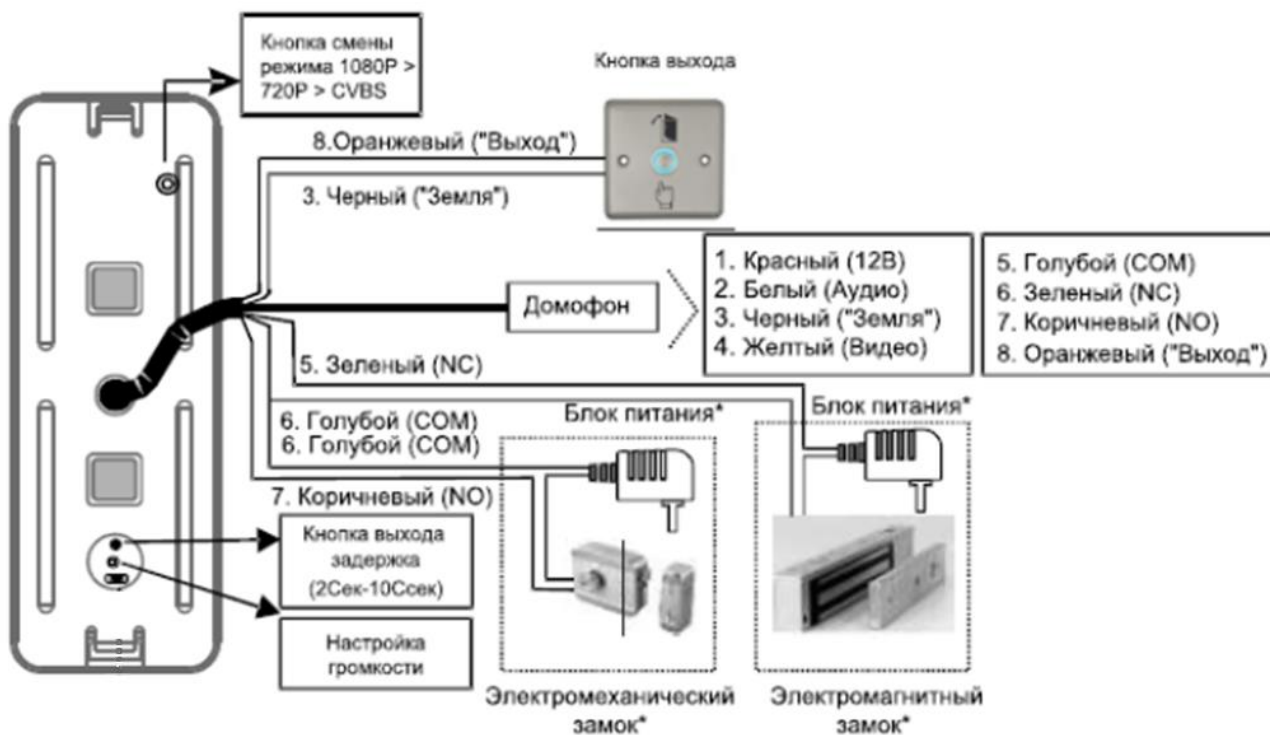 Кнопка смены
режима 1080P >
720P > CVBS
Кнопка выхода
8.Оранжевый ("Выход")
3. Черный ("Земля")
Домофон
1. Красный (12В)
2. Белый (Аудио)
3. Черный ("Земля")
4. Желтый (Видео)
5. Голубой (COM)
6. Зеленый (NC)
7. Коричневый (NO)
8. Оранжевый ("Выход")
5. Зеленый (NC)
6. Голубой (COM)
6. Голубой (COM)
7. Коричневый (NO)
Блок питания*
Блок питания*
Кнопка выхода
задержка
(2Сек-10Ссек)
Настройка
громкости
Электромеханический
замок*
Электромагнитный
замок*